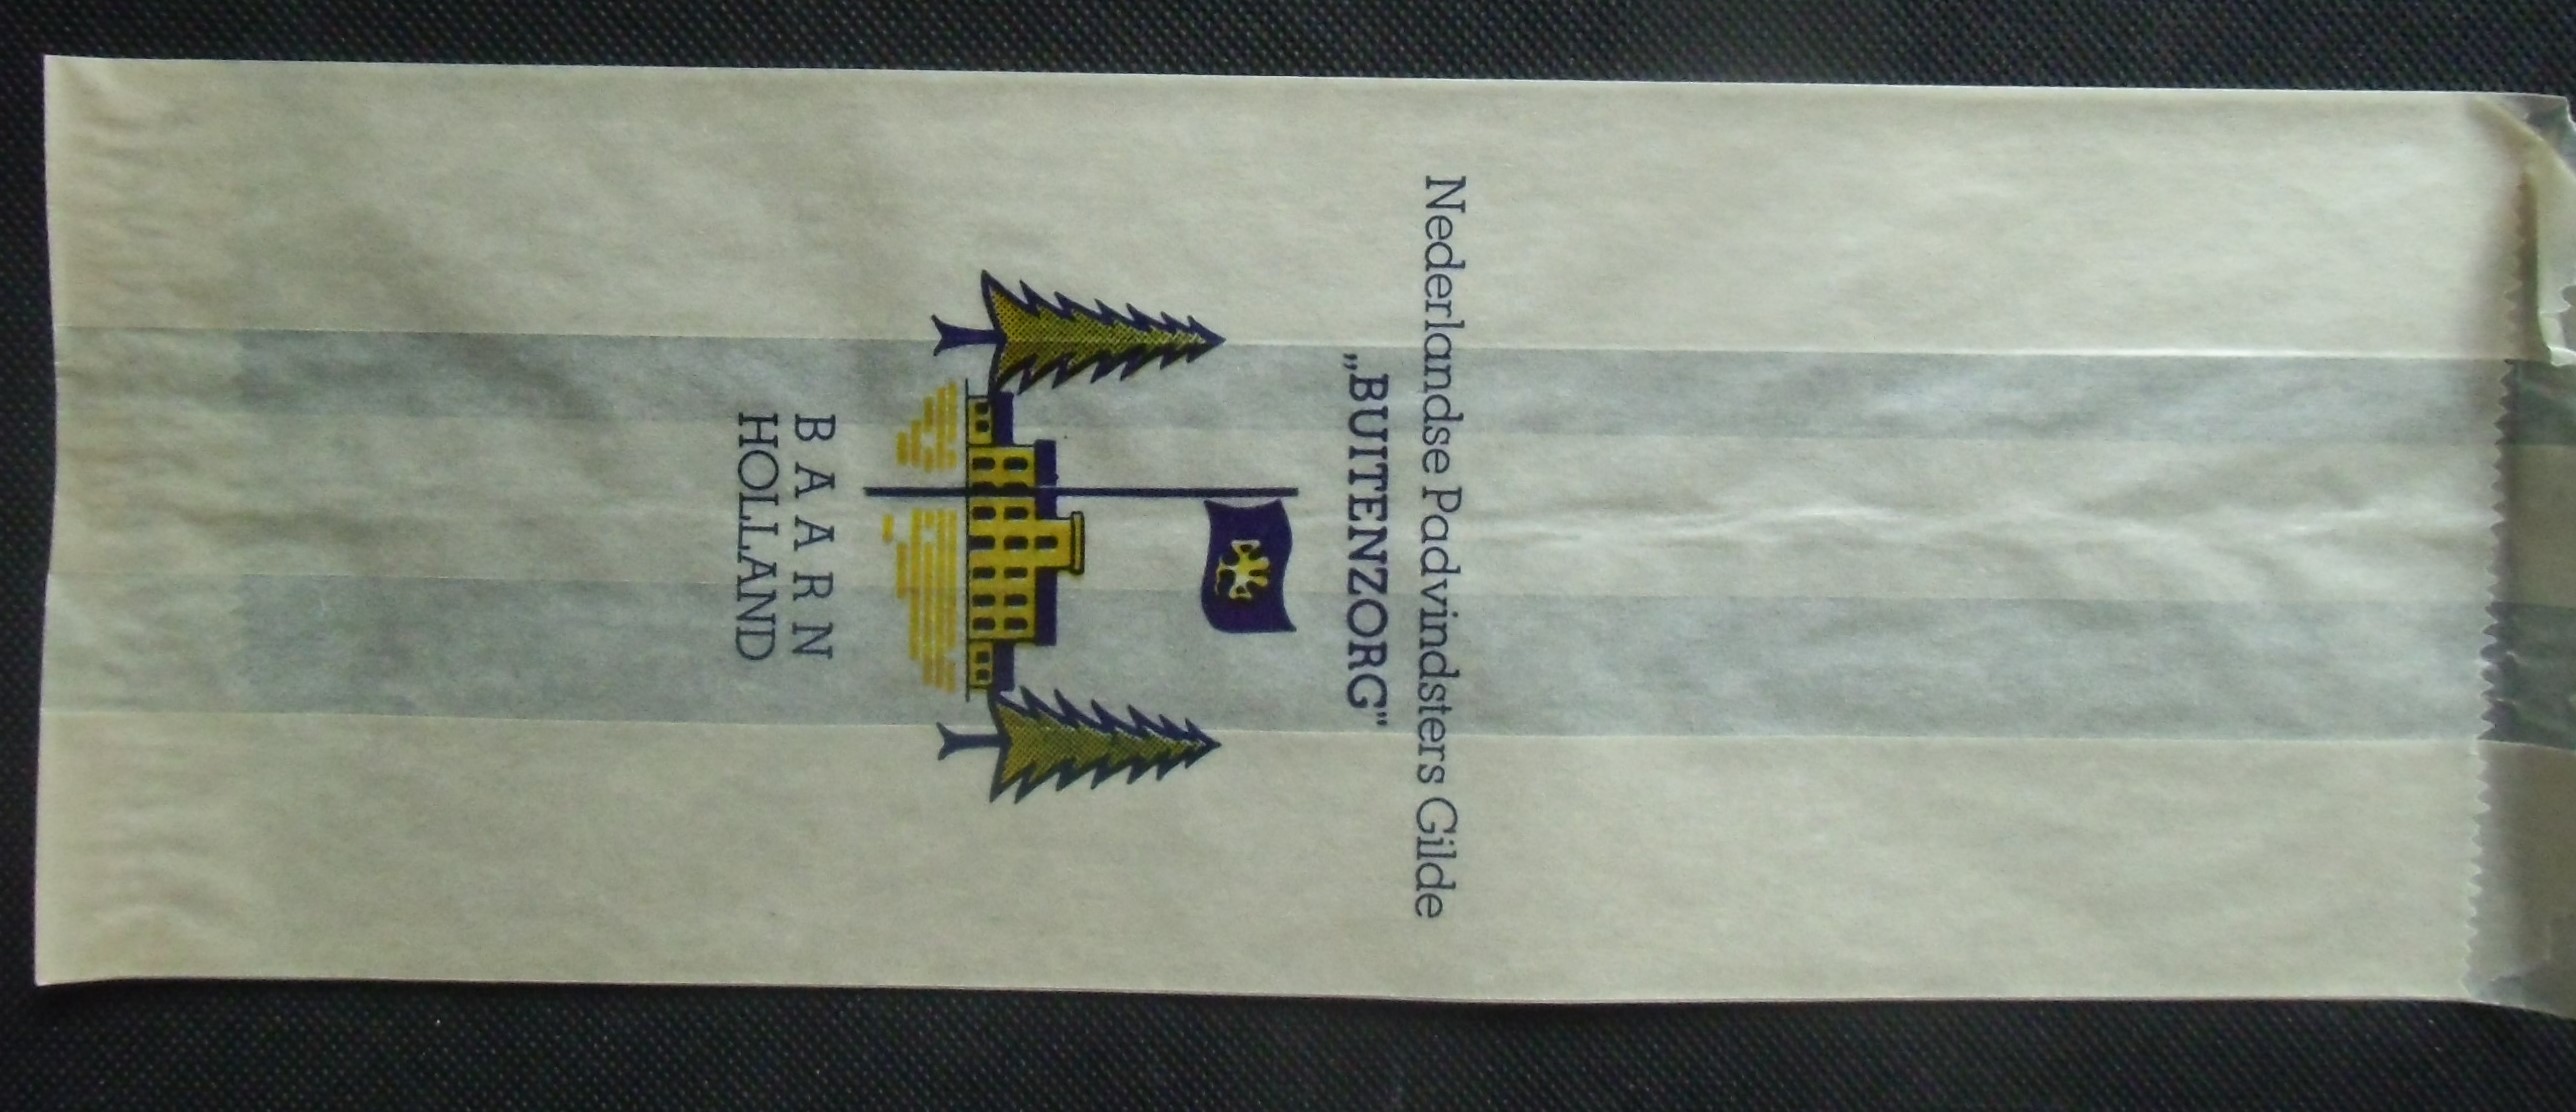 Nederlandse Padvindsters Gilde
„BUITENZORG"
BAARN
HOLLAND